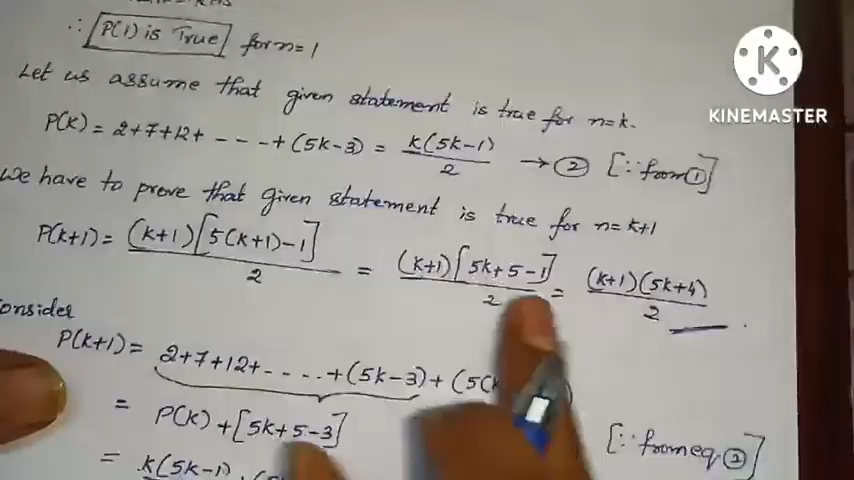 ∴ P(1) is True for n=1
K
KINEMASTER
Let us assume that given statement is true for n=k.
P(k) = 2+7+12+ - - - - +(5k-3) = k(5k-1)/2 → ② [∵ from ①]
We have to prove that given statement is true for n=k+1
P(k+1) = (k+1)[5(k+1)-1]/2 = (k+1)[5k+5-1]/2 = (k+1)(5k+4)/2 .
Consider
P(k+1) = 2+7+12+ - - - - +(5k-3) + (5(k
= P(k) + [5k+5-3]
[∵ from eq ②]
= k(5k-1)